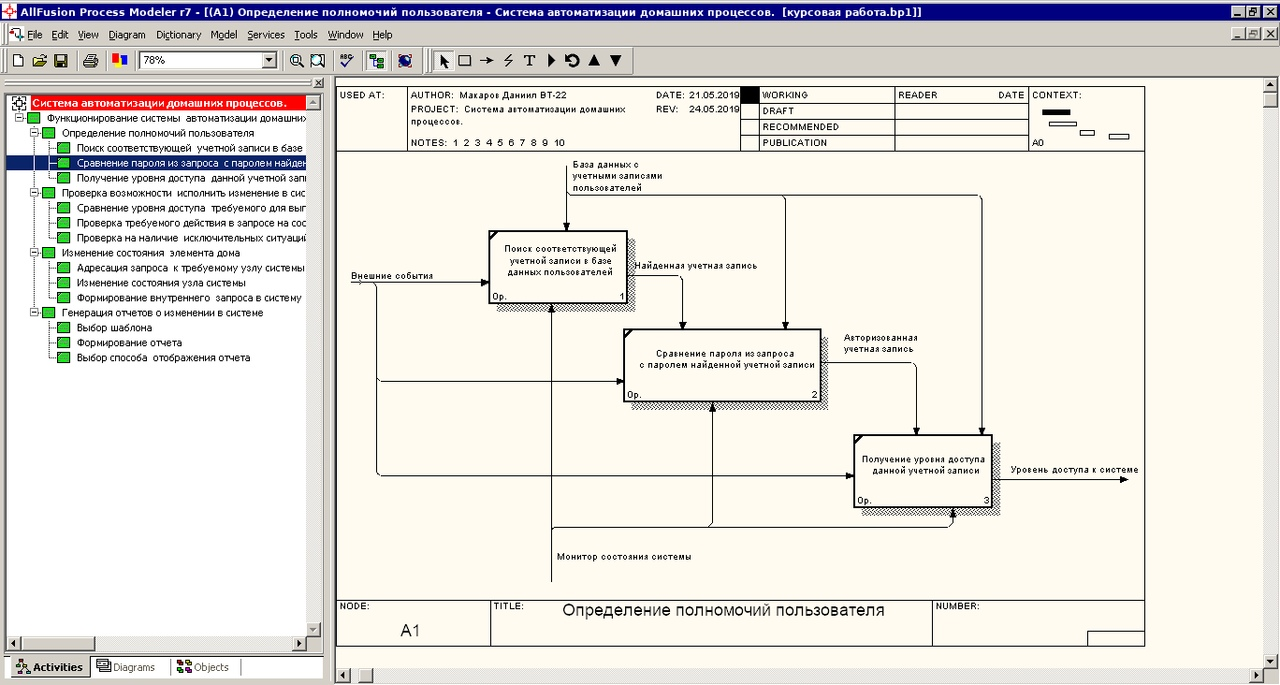 AllFusion Process Modeler r7 - [(A1) Определение полномочий пользователя - Система автоматизации домашних процессов. [курсовая работа.bp1]]
File Edit View Diagram Dictionary Model Services Tools Window Help
78%
ABC
T
Система автоматизации домашних процессов.
Функционирование системы автоматизации домашни
Определение полномочий пользователя
Поиск соответствующей учетной записи в базе
Сравнение пароля из запроса с паролем найден
Получение уровня доступа данной учетной зап
Проверка возможности исполнить изменение в сис
Сравнение уровня доступа требуемого для вып
Проверка требуемого действия в запросе на соо
Проверка на наличие исключительных ситуаций
Изменение состояния элемента дома
Адресация запроса к требуемому узлу системы
Изменение состояния узла системы
Формирование внутреннего запроса в систему
Генерация отчетов о изменении в системе
Выбор шаблона
Формирование отчета
Выбор способа отображения отчета
Activities Diagrams Objects
USED AT:
AUTHOR: Макаров Даниил ВТ-22
DATE: 21.05.2019
PROJECT: Система автоматизации домашних
процессов.
REV: 24.05.2019
NOTES: 1 2 3 4 5 6 7 8 9 10
WORKING
DRAFT
RECOMMENDED
PUBLICATION
READER DATE
CONTEXT:
A0
База данных с
учетными записями
пользователей
Внешние события
Поиск соответствующей
учетной записи в базе
данных пользователей
0р. 1
Найденная учетная запись
Сравнение пароля из запроса
с паролем найденной учетной записи
0р. 2
Авторизованная
учетная запись
Получение уровня доступа
данной учетной записи
0р. 3
Уровень доступа к системе
Монитор состояния системы
NODE:
A1
TITLE:
Определение полномочий пользователя
NUMBER: